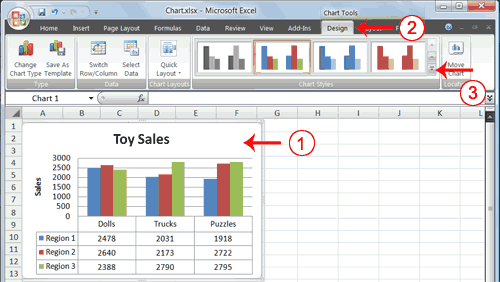 Chart.xlsx - Microsoft Excel Chart Tools
Home Insert Page Layout Formulas Data Review View Add-Ins Design 2
Change Chart Type Save As Template Switch Row/Column Select Data Quick Layout Move Chart
Type Data Chart Layouts Chart Styles 3
Chart 1 fx
A B C D E F G H I J K L
1
2
3
4
5
6
7
8
9
10
11
12
13
Toy Sales 1
Sales
3000
2500
2000
1500
1000
500
0
Dolls Trucks Puzzles
Region 1 2478 2031 1918
Region 2 2640 2173 2722
Region 3 2388 2790 2795